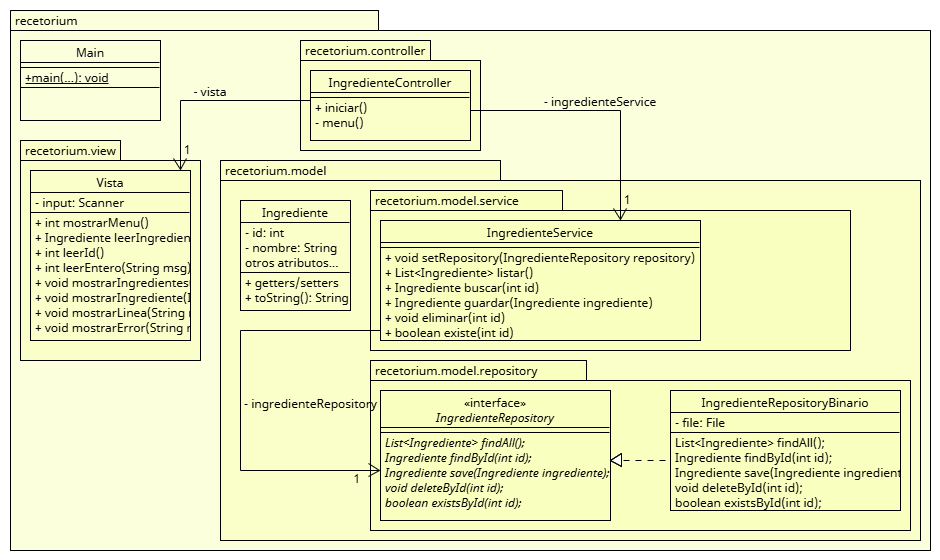 recetorium
Main
+main(...): void
recetorium.controller
IngredienteController
+ iniciar()
- menu()
- vista
1
- ingredienteService
1
recetorium.view
Vista
- input: Scanner
+ int mostrarMenu()
+ Ingrediente leerIngredien
+ int leerId()
+ int leerEntero(String msg)
+ void mostrarIngredientes
+ void mostrarIngrediente(I
+ void mostrarLinea(String
+ void mostrarError(String r
recetorium.model
Ingrediente
- id: int
- nombre: String
otros atributos...
+ getters/setters
+ toString(): String
recetorium.model.service
IngredienteService
+ void setRepository(IngredienteRepository repository)
+ List<Ingrediente> listar()
+ Ingrediente buscar(int id)
+ Ingrediente guardar(Ingrediente ingrediente)
+ void eliminar(int id)
+ boolean existe(int id)
- ingredienteRepository
1
recetorium.model.repository
«interface»
IngredienteRepository
List<Ingrediente> findAll();
Ingrediente findById(int id);
Ingrediente save(Ingrediente ingrediente);
void deleteById(int id);
boolean existsById(int id);
IngredienteRepositoryBinario
- file: File
List<Ingrediente> findAll();
Ingrediente findById(int id);
Ingrediente save(Ingrediente ingredient
void deleteById(int id);
boolean existsById(int id);